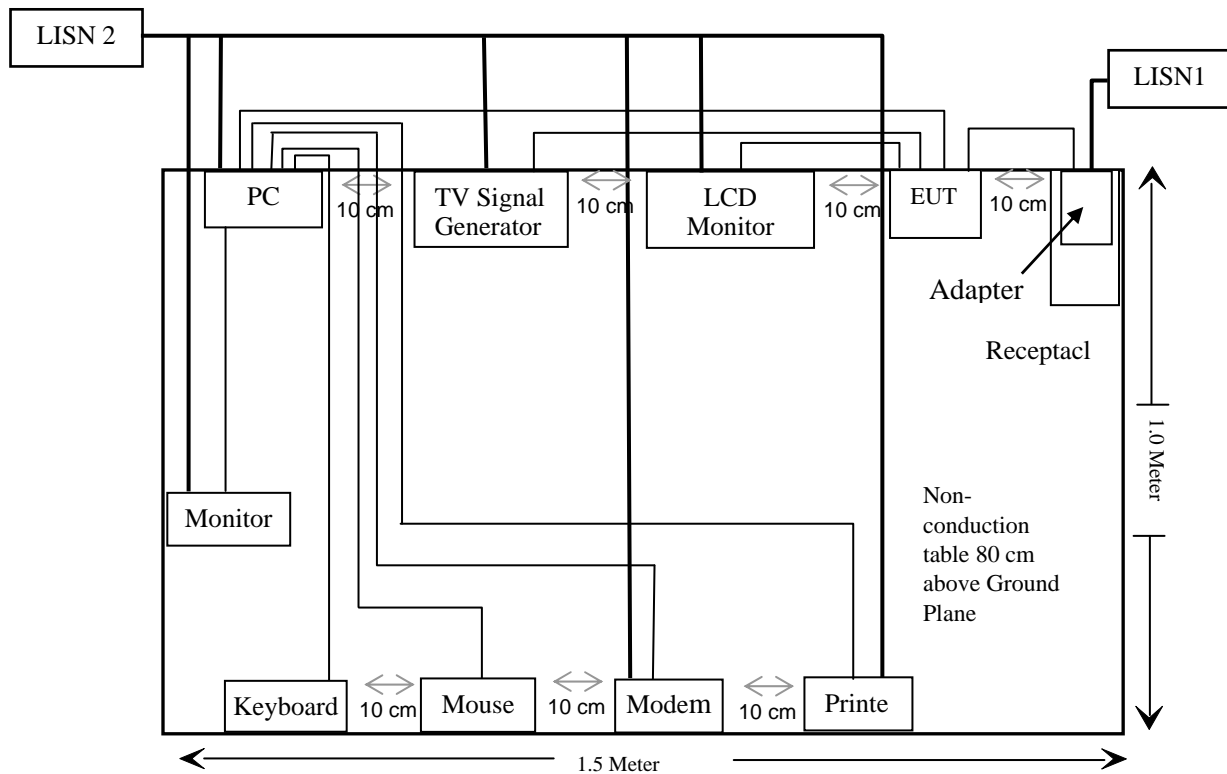 LISN 2
LISN1
PC
10 cm
TV Signal
Generator
10 cm
LCD
Monitor
10 cm
EUT
10 cm
Adapter
Receptacl
1.0 Meter
Monitor
Non-
conduction
table 80 cm
above Ground
Plane
Keyboard
10 cm
Mouse
10 cm
Modem
10 cm
Printe
1.5 Meter